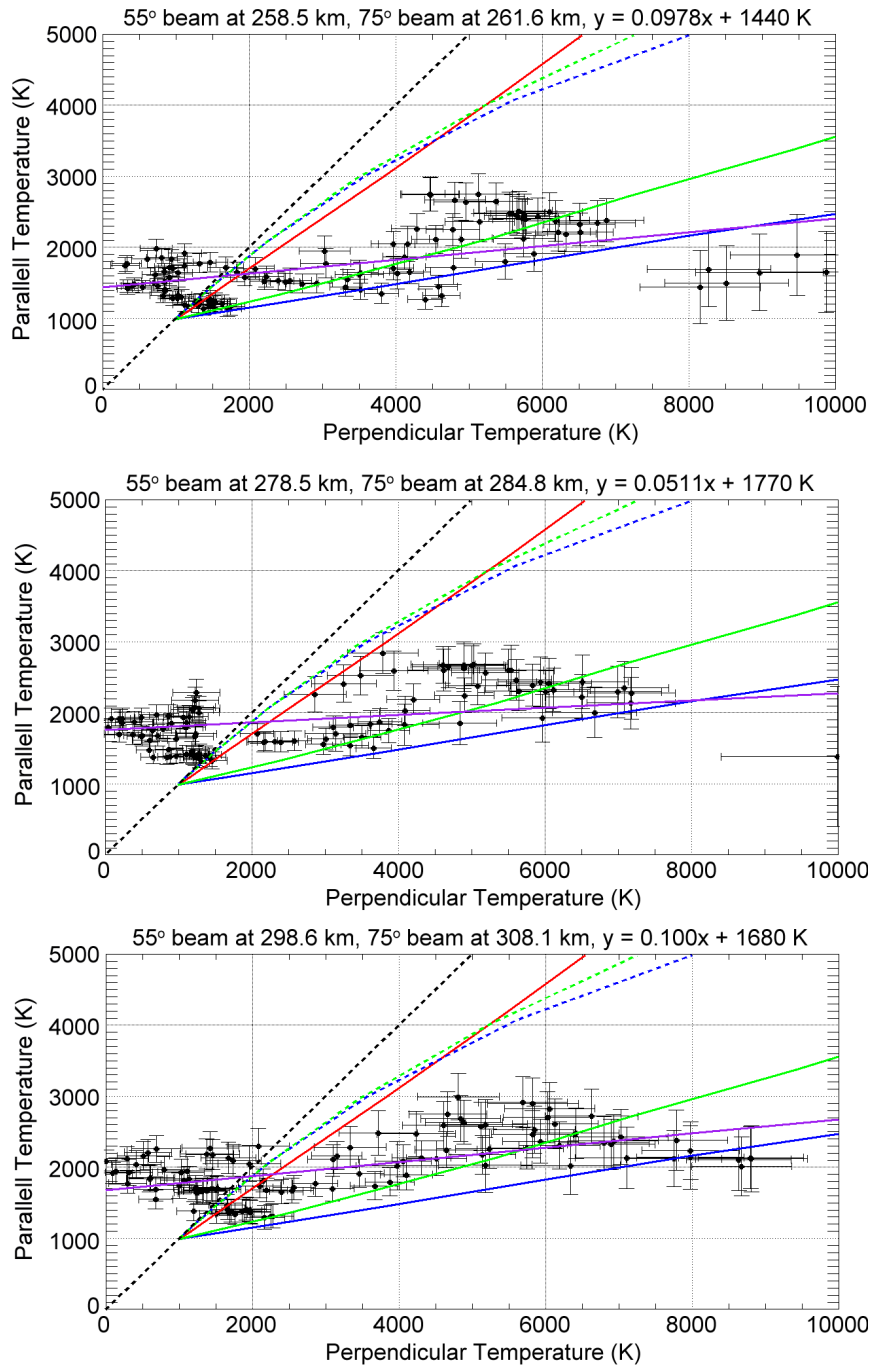 55° beam at 258.5 km, 75° beam at 261.6 km, y = 0.0978x + 1440 K
5000
4000
3000
2000
1000
0
Parallell Temperature (K)
0 2000 4000 6000 8000 10000
Perpendicular Temperature (K)
55° beam at 278.5 km, 75° beam at 284.8 km, y = 0.0511x + 1770 K
5000
4000
3000
2000
1000
0
Parallell Temperature (K)
0 2000 4000 6000 8000 10000
Perpendicular Temperature (K)
55° beam at 298.6 km, 75° beam at 308.1 km, y = 0.100x + 1680 K
5000
4000
3000
2000
1000
0
Parallell Temperature (K)
0 2000 4000 6000 8000 10000
Perpendicular Temperature (K)